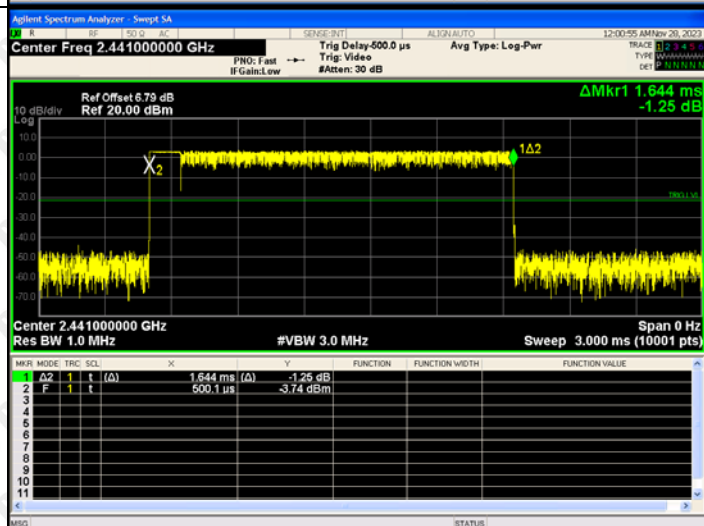 Agilent Spectrum Analyzer - Swept SA
R RF 50 Ω AC SENSE:INT ALIGN AUTO 12:00:55 AM Nov 28, 2023
Center Freq 2.441000000 GHz
PNO: Fast
IFGain:Low
Trig Delay-500.0 µs
Trig: Video
#Atten: 30 dB
Avg Type: Log-Pwr
TRACE 1 2 3 4 5 6
TYPE
DET P N N N N N
ΔMkr1 1.644 ms
-1.25 dB
Ref Offset 6.79 dB
10 dB/div Ref 20.00 dBm
Log
10.0
0.00
-10.0
-20.0
-30.0
-40.0
-50.0
-60.0
-70.0
X2
1Δ2
TRIG LVL
Center 2.441000000 GHz Span 0 Hz
Res BW 1.0 MHz #VBW 3.0 MHz Sweep 3.000 ms (10001 pts)
MKR MODE TRC SCL X Y FUNCTION FUNCTION WIDTH FUNCTION VALUE
1 Δ2 1 t (Δ) 1.644 ms (Δ) -1.25 dB
2 F 1 t 500.1 µs -3.74 dBm
3
4
5
6
7
8
9
10
11
MSG STATUS